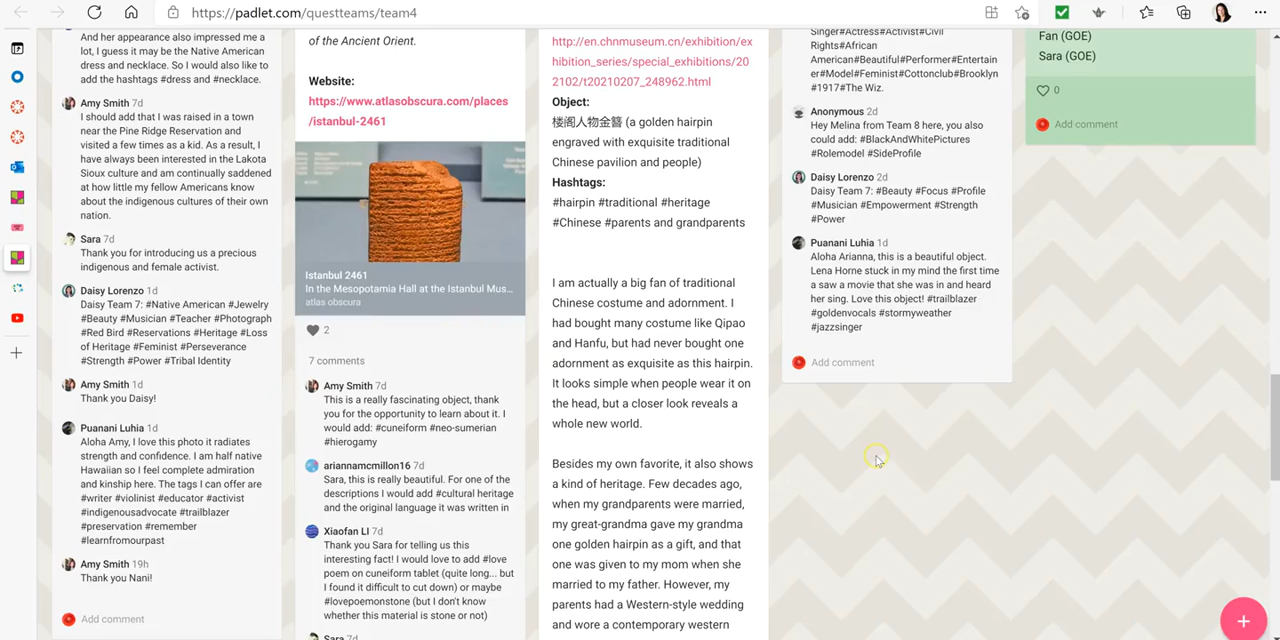 https://padlet.com/questteams/team4
And her appearance also impressed me
a lot, I guess it may be the Native American
dress and necklace. So I would also like to
add the hashtags #dress and #necklace.
Amy Smith 7d
I should add that I was raised in a town
near the Pine Ridge Reservation and
visited a few times as a kid. As a result, I
have always been interested in the Lakota
Sioux culture and am continually saddened
at how little my fellow Americans know
about the indigenous cultures of their own
nation.
Sara 7d
Thank you for introducing us a precious
indigenous and female activist.
Daisy Lorenzo 1d
Daisy Team 7: #Native American #Jewelry
#Beauty #Musician #Teacher #Photograph
#Red Bird #Reservations #Heritage #Loss
of Heritage #Feminist #Perseverance
#Strength #Power #Tribal Identity
Amy Smith 1d
Thank you Daisy!
Puanani Luhia 1d
Aloha Amy, I love this photo it radiates
strength and confidence. I am half native
Hawaiian so I feel complete admiration
and kinship here. The tags I can offer are
#writer #violinist #educator #activist
#indigenousadvocate #trailblazer
#preservation #remember
#learnfromourpast
Amy Smith 19h
Thank you Nani!
Add comment
of the Ancient Orient.
Website:
https://www.atlasobscura.com/places
/istanbul-2461
Istanbul 2461
In the Mesopotamia Hall at the Istanbul Mus...
atlas obscura
2
7 comments
Amy Smith 7d
This is a really fascinating object, thank
you for the opportunity to learn about it. I
would add: #cuneiform #neo-sumerian
#hierogamy
ariannamcmillon16 7d
Sara, this is really beautiful. For one of the
descriptions I would add #cultural heritage
and the original language it was written in
Xiaofan LI 7d
Thank you Sara for telling us this
interesting fact! I would love to add #love
poem on cuneiform tablet (quite long... but
I found it difficult to cut down) or maybe
#lovepoemonstone (but I don't know
whether this material is stone or not)
Sara 7d
http://en.chnmuseum.cn/exhibition/ex
hibition_series/special_exhibitions/20
2102/t20210207_248962.html
Object:
楼阁人物金簪 (a golden hairpin
engraved with exquisite traditional
Chinese pavilion and people)
Hashtags:
#hairpin #traditional #heritage
#Chinese #parents and grandparents
I am actually a big fan of traditional
Chinese costume and adornment. I
had bought many costume like Qipao
and Hanfu, but had never bought one
adornment as exquisite as this hairpin.
It looks simple when people wear it on
the head, but a closer look reveals a
whole new world.
Besides my own favorite, it also shows
a kind of heritage. Few decades ago,
when my grandparents were married,
my great-grandma gave my grandma
one golden hairpin as a gift, and that
one was given to my mom when she
married to my father. However, my
parents had a Western-style wedding
and wore a contemporary western
Singer#Actress#Activist#Civil
Rights#African
American#Beautiful#Performer#Entertain
er#Model#Feminist#Cottonclub#Brooklyn
#1917#The Wiz.
Anonymous 2d
Hey Melina from Team 8 here, you also
could add: #BlackAndWhitePictures
#Rolemodel #SideProfile
Daisy Lorenzo 2d
Daisy Team 7: #Beauty #Focus #Profile
#Musician #Empowerment #Strength
#Power
Puanani Luhia 1d
Aloha Arianna, this is a beautiful object.
Lena Horne stuck in my mind the first time
a saw a movie that she was in and heard
her sing. Love this object! #trailblazer
#goldenvocals #stormyweather
#jazzsinger
Add comment
Fan (GOE)
Sara (GOE)
0
Add comment